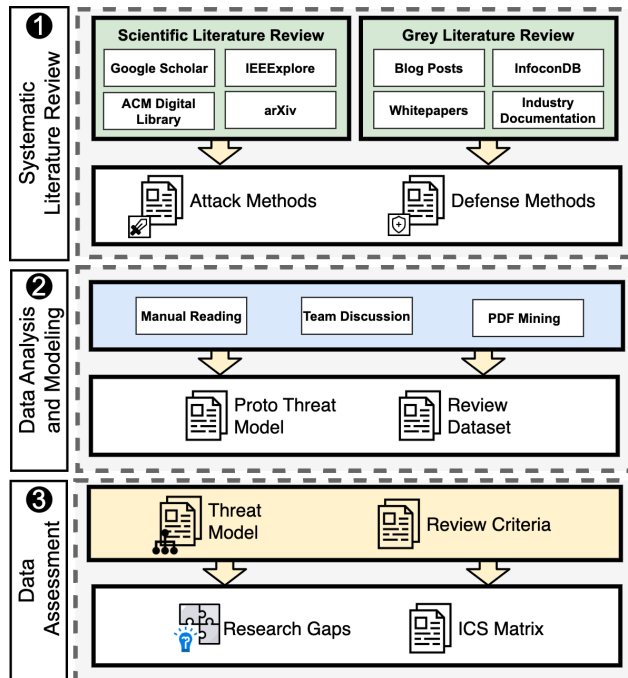 1
Systematic
Literature Review
Scientific Literature Review
Google Scholar
IEEExplore
ACM Digital
Library
arXiv
Grey Literature Review
Blog Posts
InfoconDB
Whitepapers
Industry
Documentation
Attack Methods
Defense Methods
2
Data Analysis
and Modeling
Manual Reading
Team Discussion
PDF Mining
Proto Threat
Model
Review
Dataset
3
Data
Assessment
Threat
Model
Review Criteria
Research Gaps
ICS Matrix